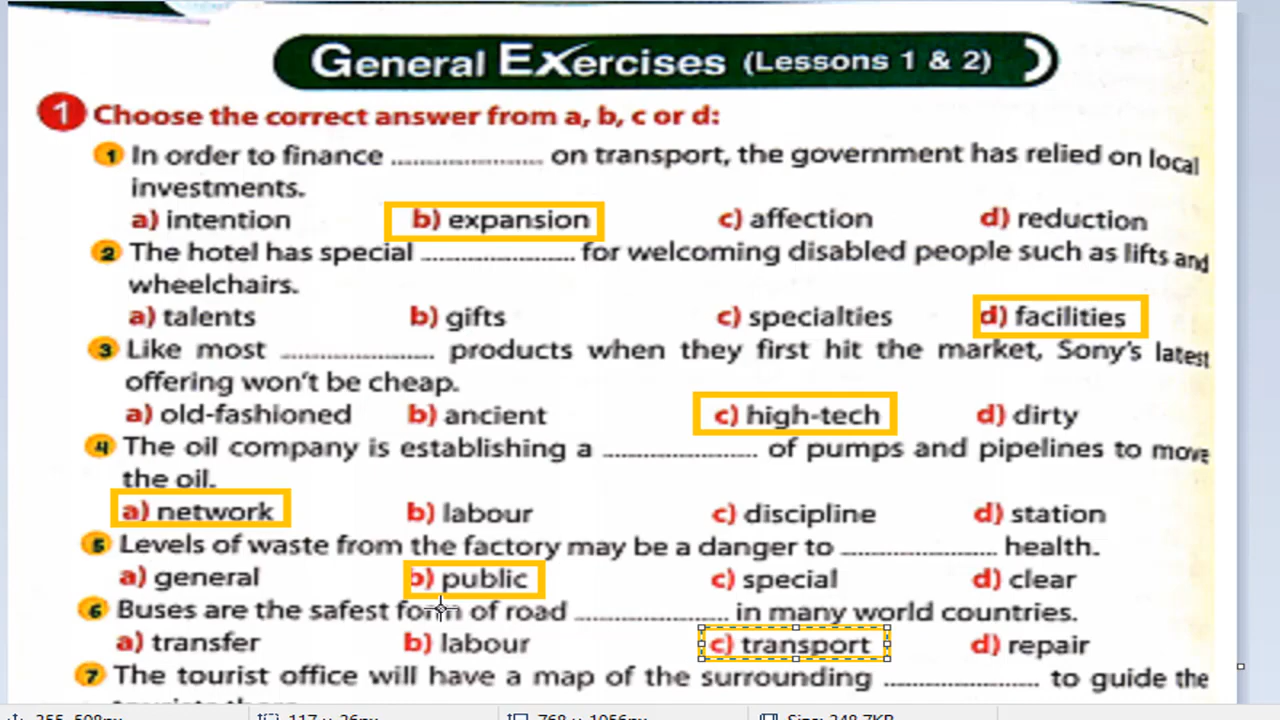 General Exercises (Lessons 1 & 2)
1 Choose the correct answer from a, b, c or d:
1 In order to finance .................... on transport, the government has relied on local
investments.
a) intention b) expansion c) affection d) reduction
2 The hotel has special .................... for welcoming disabled people such as lifts and
wheelchairs.
a) talents b) gifts c) specialties d) facilities
3 Like most .................... products when they first hit the market, Sony's latest
offering won't be cheap.
a) old-fashioned b) ancient c) high-tech d) dirty
4 The oil company is establishing a .................... of pumps and pipelines to move
the oil.
a) network b) labour c) discipline d) station
5 Levels of waste from the factory may be a danger to .................... health.
a) general b) public c) special d) clear
6 Buses are the safest form of road .................... in many world countries.
a) transfer b) labour c) transport d) repair
7 The tourist office will have a map of the surrounding .................... to guide the